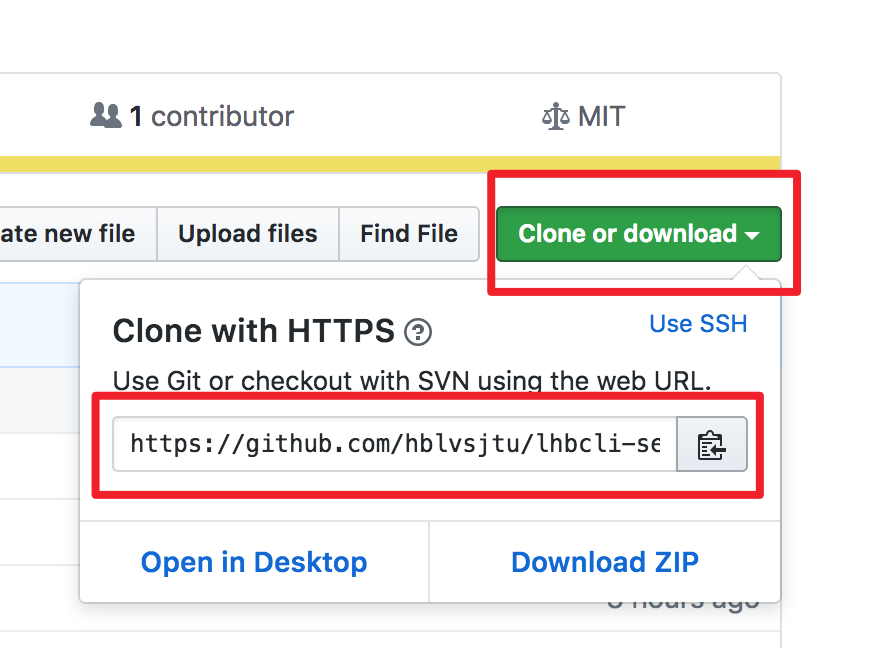 1 contributor
MIT
ate new file
Upload files
Find File
Clone or download
Clone with HTTPS
Use SSH
Use Git or checkout with SVN using the web URL.
https://github.com/hblvsjtu/lhbcli-se
Open in Desktop
Download ZIP
hours ago